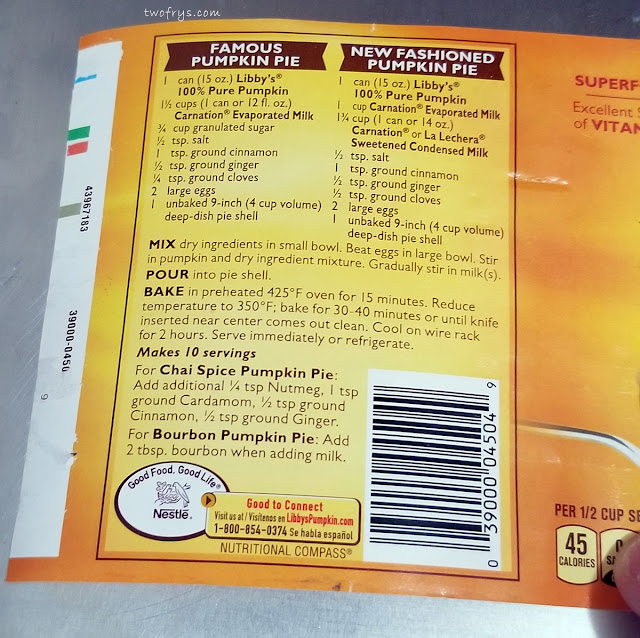 twofrys.com
FAMOUS
PUMPKIN PIE
1 can (15 oz.) Libby's®
100% Pure Pumpkin
1½ cups (1 can or 12 fl. oz.)
Carnation® Evaporated Milk
¾ cup granulated sugar
½ tsp. salt
1 tsp. ground cinnamon
½ tsp. ground ginger
¼ tsp. ground cloves
2 large eggs
1 unbaked 9-inch (4 cup volume)
deep-dish pie shell
NEW FASHIONED
PUMPKIN PIE
1 can (15 oz.) Libby's®
100% Pure Pumpkin
1 cup Carnation® Evaporated Milk
1¾ cup (1 can or 14 oz.)
Carnation® or La Lechera®
Sweetened Condensed Milk
½ tsp. salt
1 tsp. ground cinnamon
½ tsp. ground ginger
½ tsp. ground cloves
2 large eggs
1 unbaked 9-inch (4 cup volume)
deep-dish pie shell
MIX dry ingredients in small bowl. Beat eggs in large bowl. Stir
in pumpkin and dry ingredient mixture. Gradually stir in milk(s).
POUR into pie shell.
BAKE in preheated 425°F oven for 15 minutes. Reduce
temperature to 350°F; bake for 30-40 minutes or until knife
inserted near center comes out clean. Cool on wire rack
for 2 hours. Serve immediately or refrigerate.
Makes 10 servings
For Chai Spice Pumpkin Pie:
Add additional ¼ tsp Nutmeg, 1 tsp
ground Cardamom, ½ tsp ground
Cinnamon, ½ tsp ground Ginger.
For Bourbon Pumpkin Pie: Add
2 tbsp. bourbon when adding milk.
Good Food, Good Life®
Nestlé®
Good to Connect
Visit us at / Visítenos en LibbysPumpkin.com
1-800-854-0374 Se habla español
NUTRITIONAL COMPASS®
0 39000 04504 9
43967183
39000-0450
9
SUPERF
Excellent S
of VITAM
PER 1/2 CUP SE
45
CALORIES